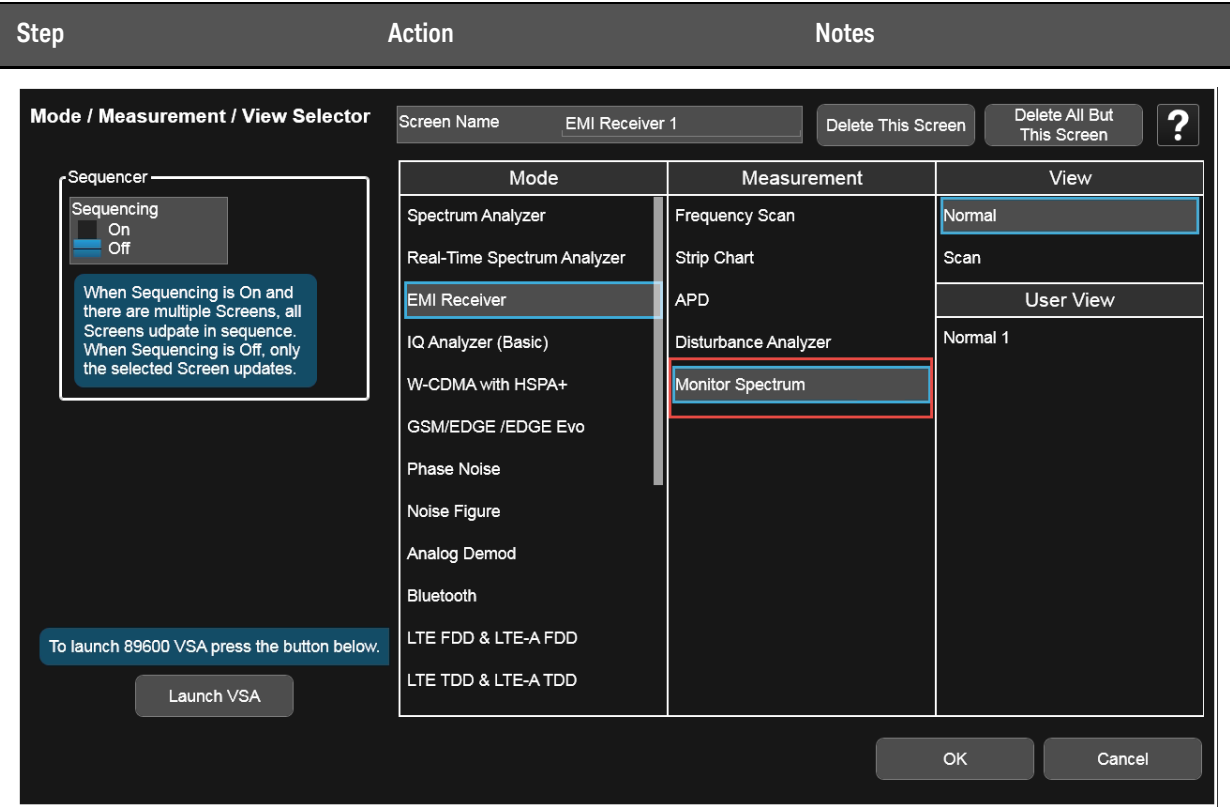 Step Action Notes
Mode / Measurement / View Selector
Screen Name EMI Receiver 1
Delete This Screen
Delete All But
This Screen
?
Sequencer
Sequencing
On
Off
When Sequencing is On and
there are multiple Screens, all
Screens udpate in sequence.
When Sequencing is Off, only
the selected Screen updates.
To launch 89600 VSA press the button below.
Launch VSA
Mode
Spectrum Analyzer
Real-Time Spectrum Analyzer
EMI Receiver
IQ Analyzer (Basic)
W-CDMA with HSPA+
GSM/EDGE /EDGE Evo
Phase Noise
Noise Figure
Analog Demod
Bluetooth
LTE FDD & LTE-A FDD
LTE TDD & LTE-A TDD
Measurement
Frequency Scan
Strip Chart
APD
Disturbance Analyzer
Monitor Spectrum
View
Normal
Scan
User View
Normal 1
OK
Cancel